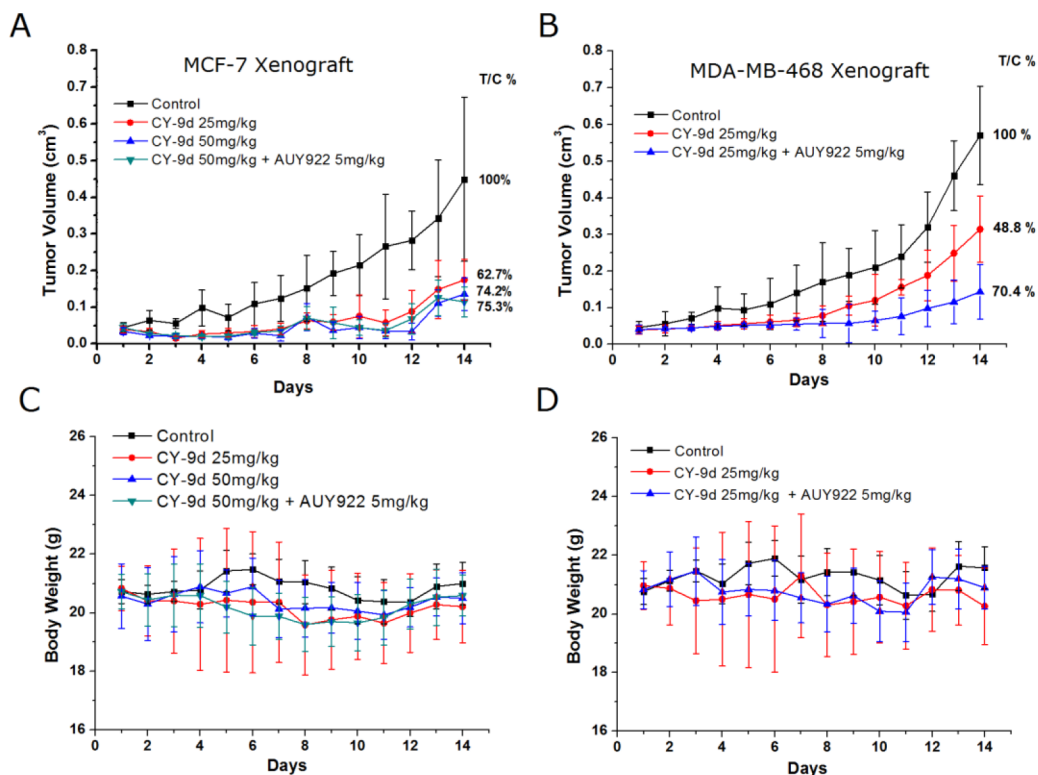 A
MCF-7 Xenograft
T/C %
Control
CY-9d 25mg/kg
CY-9d 50mg/kg
CY-9d 50mg/kg + AUY922 5mg/kg
100%
62.7%
74.2%
75.3%
0.8
0.7
0.6
0.5
0.4
0.3
0.2
0.1
0.0
Tumor Volume (cm³)
0 2 4 6 8 10 12 14
Days
B
MDA-MB-468 Xenograft
T/C %
Control
CY-9d 25mg/kg
CY-9d 25mg/kg + AUY922 5mg/kg
100 %
48.8 %
70.4 %
0.8
0.7
0.6
0.5
0.4
0.3
0.2
0.1
0.0
Tumor Volume (cm³)
0 2 4 6 8 10 12 14
Days
C
Control
CY-9d 25mg/kg
CY-9d 50mg/kg
CY-9d 50mg/kg + AUY922 5mg/kg
26
24
22
20
18
16
Body Weight (g)
0 2 4 6 8 10 12 14
Days
D
Control
CY-9d 25mg/kg
CY-9d 25mg/kg + AUY922 5mg/kg
26
24
22
20
18
16
Body Weight (g)
0 2 4 6 8 10 12 14
Days